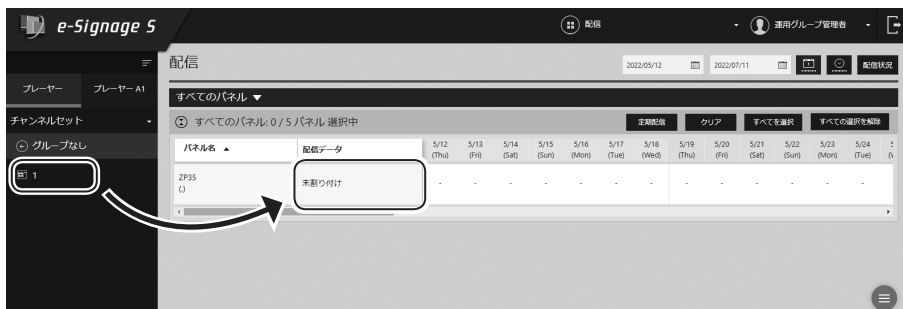 e-Signage S
配信
運用グループ管理者
配信
2022/05/12
2022/07/11
配信状況
プレーヤー
プレーヤー A1
すべてのパネル ▼
チャンネルセット
すべてのパネル: 0 / 5 パネル 選択中
定期配信
クリア
すべてを選択
すべての選択を解除
グループなし
パネル名 ▲
配信データ
5/12 (Thu)
5/13 (Fri)
5/14 (Sat)
5/15 (Sun)
5/16 (Mon)
5/17 (Tue)
5/18 (Wed)
5/19 (Thu)
5/20 (Fri)
5/21 (Sat)
5/22 (Sun)
5/23 (Mon)
5/24 (Tue)
1
ZP35
(.)
未割り付け
- - - - - - - - - - - - -